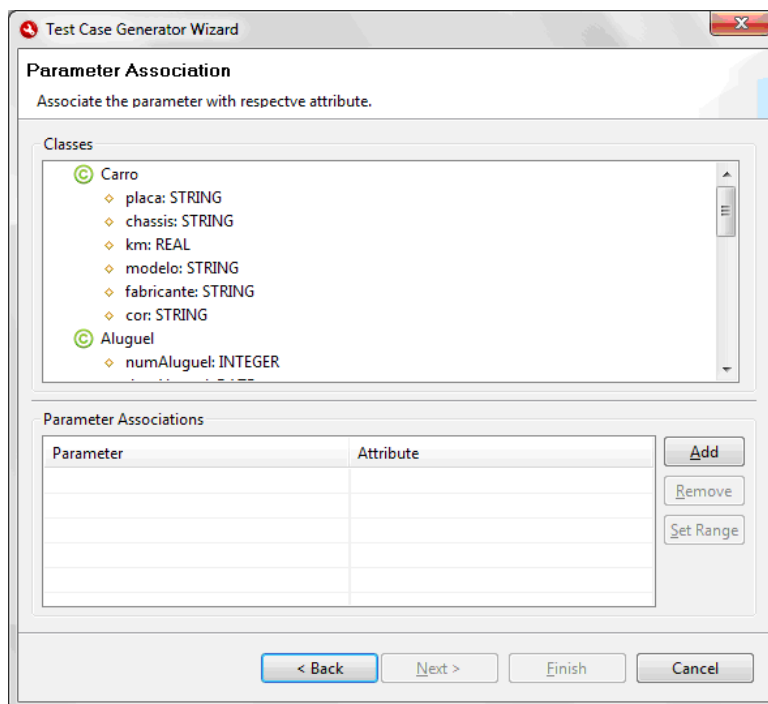 Test Case Generator Wizard
Parameter Association
Associate the parameter with respectve attribute.
Classes
Carro
placa: STRING
chassis: STRING
km: REAL
modelo: STRING
fabricante: STRING
cor: STRING
Aluguel
numAluguel: INTEGER
Parameter Associations
Parameter Attribute
Add
Remove
Set Range
< Back Next > Finish Cancel